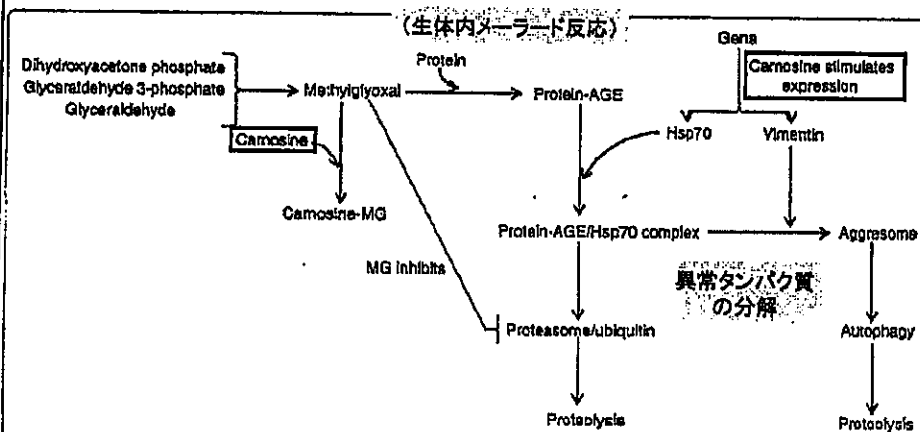 (生体内メーラード反応)
Dihydroxyacetone phosphate
Glyceraldehyde 3-phosphate
Glyceraldehyde
Methylglyoxal
Protein
Protein-AGE
Gene
Carnosine stimulates
expression
Hsp70
Vimentin
Carnosine
Carnosine-MG
Protein-AGE/Hsp70 complex
Aggresome
MG inhibits
異常タンパク質
の分解
Proteasome/ubiquitin
Autophagy
Proteolysis
Proteolysis